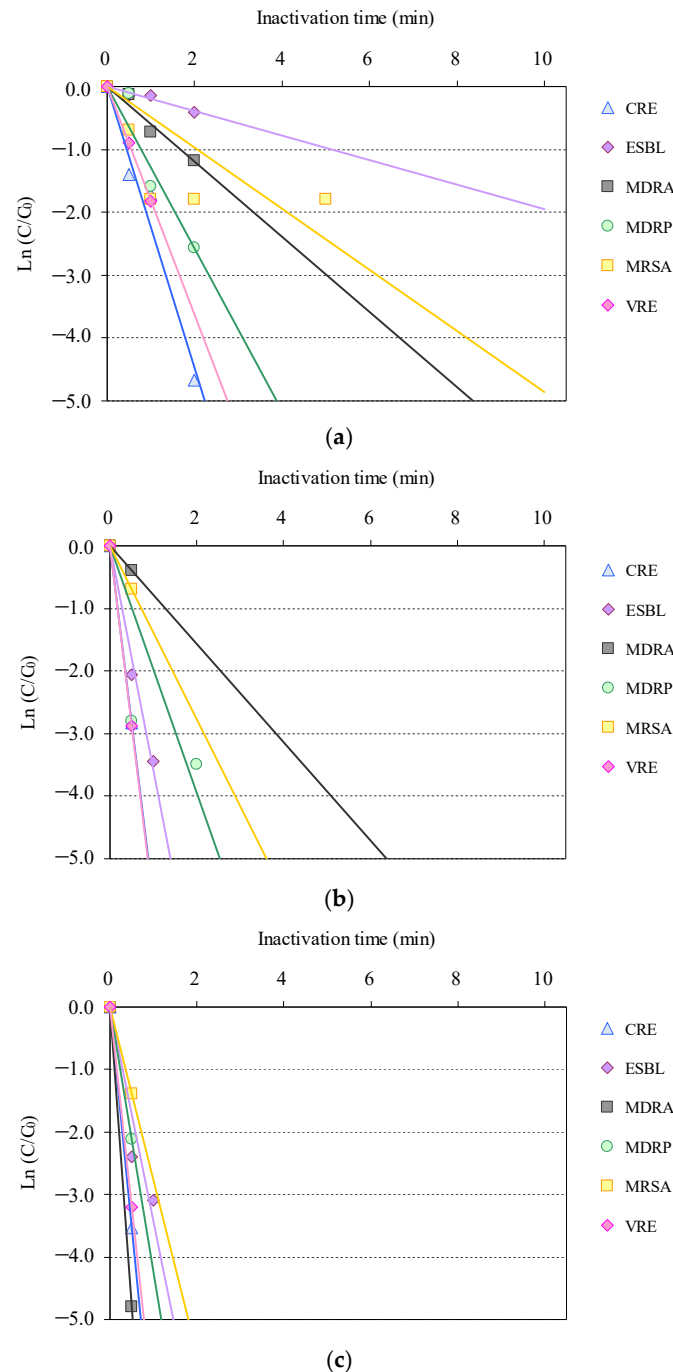 Inactivation time (min)
0 2 4 6 8 10
0.0
−1.0
−2.0
−3.0
−4.0
−5.0
Ln (C/C₀)
CRE
ESBL
MDRA
MDRP
MRSA
VRE
(a)
Inactivation time (min)
0 2 4 6 8 10
0.0
−1.0
−2.0
−3.0
−4.0
−5.0
Ln (C/C₀)
CRE
ESBL
MDRA
MDRP
MRSA
VRE
(b)
Inactivation time (min)
0 2 4 6 8 10
0.0
−1.0
−2.0
−3.0
−4.0
−5.0
Ln (C/C₀)
CRE
ESBL
MDRA
MDRP
MRSA
VRE
(c)